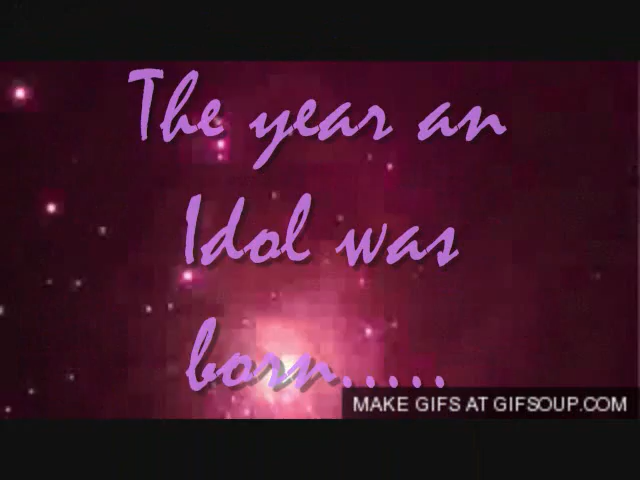 The year an
Idol was
born.....
MAKE GIFS AT GIFSOUP.COM